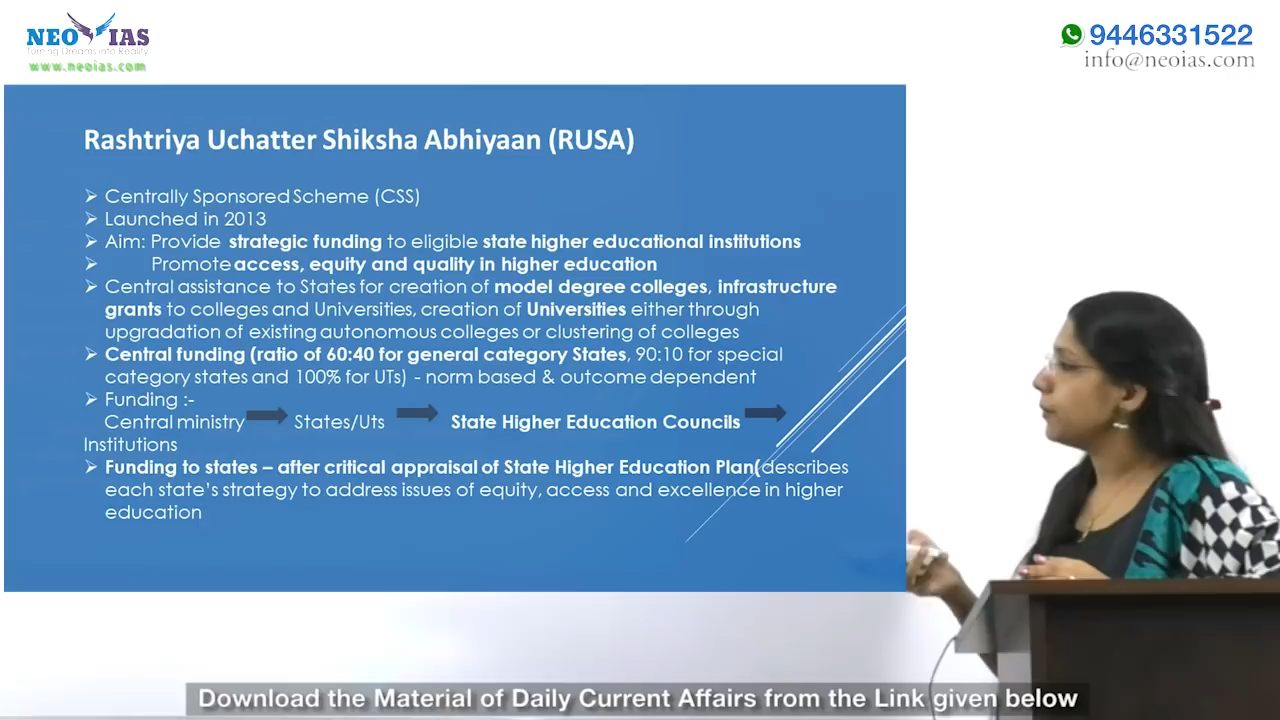 NEO IAS
Turning Dreams into Reality
www.neoias.com
9446331522
info@neoias.com
Rashtriya Uchatter Shiksha Abhiyaan (RUSA)
➢ Centrally Sponsored Scheme (CSS)
➢ Launched in 2013
➢ Aim: Provide strategic funding to eligible state higher educational institutions
➢ Promote access, equity and quality in higher education
➢ Central assistance to States for creation of model degree colleges, infrastructure
grants to colleges and Universities, creation of Universities either through
upgradation of existing autonomous colleges or clustering of colleges
➢ Central funding (ratio of 60:40 for general category States, 90:10 for special
category states and 100% for UTs) - norm based & outcome dependent
➢ Funding :-
Central ministry States/Uts State Higher Education Councils
Institutions
➢ Funding to states – after critical appraisal of State Higher Education Plan(describes
each state's strategy to address issues of equity, access and excellence in higher
education
Download the Material of Daily Current Affairs from the Link given below